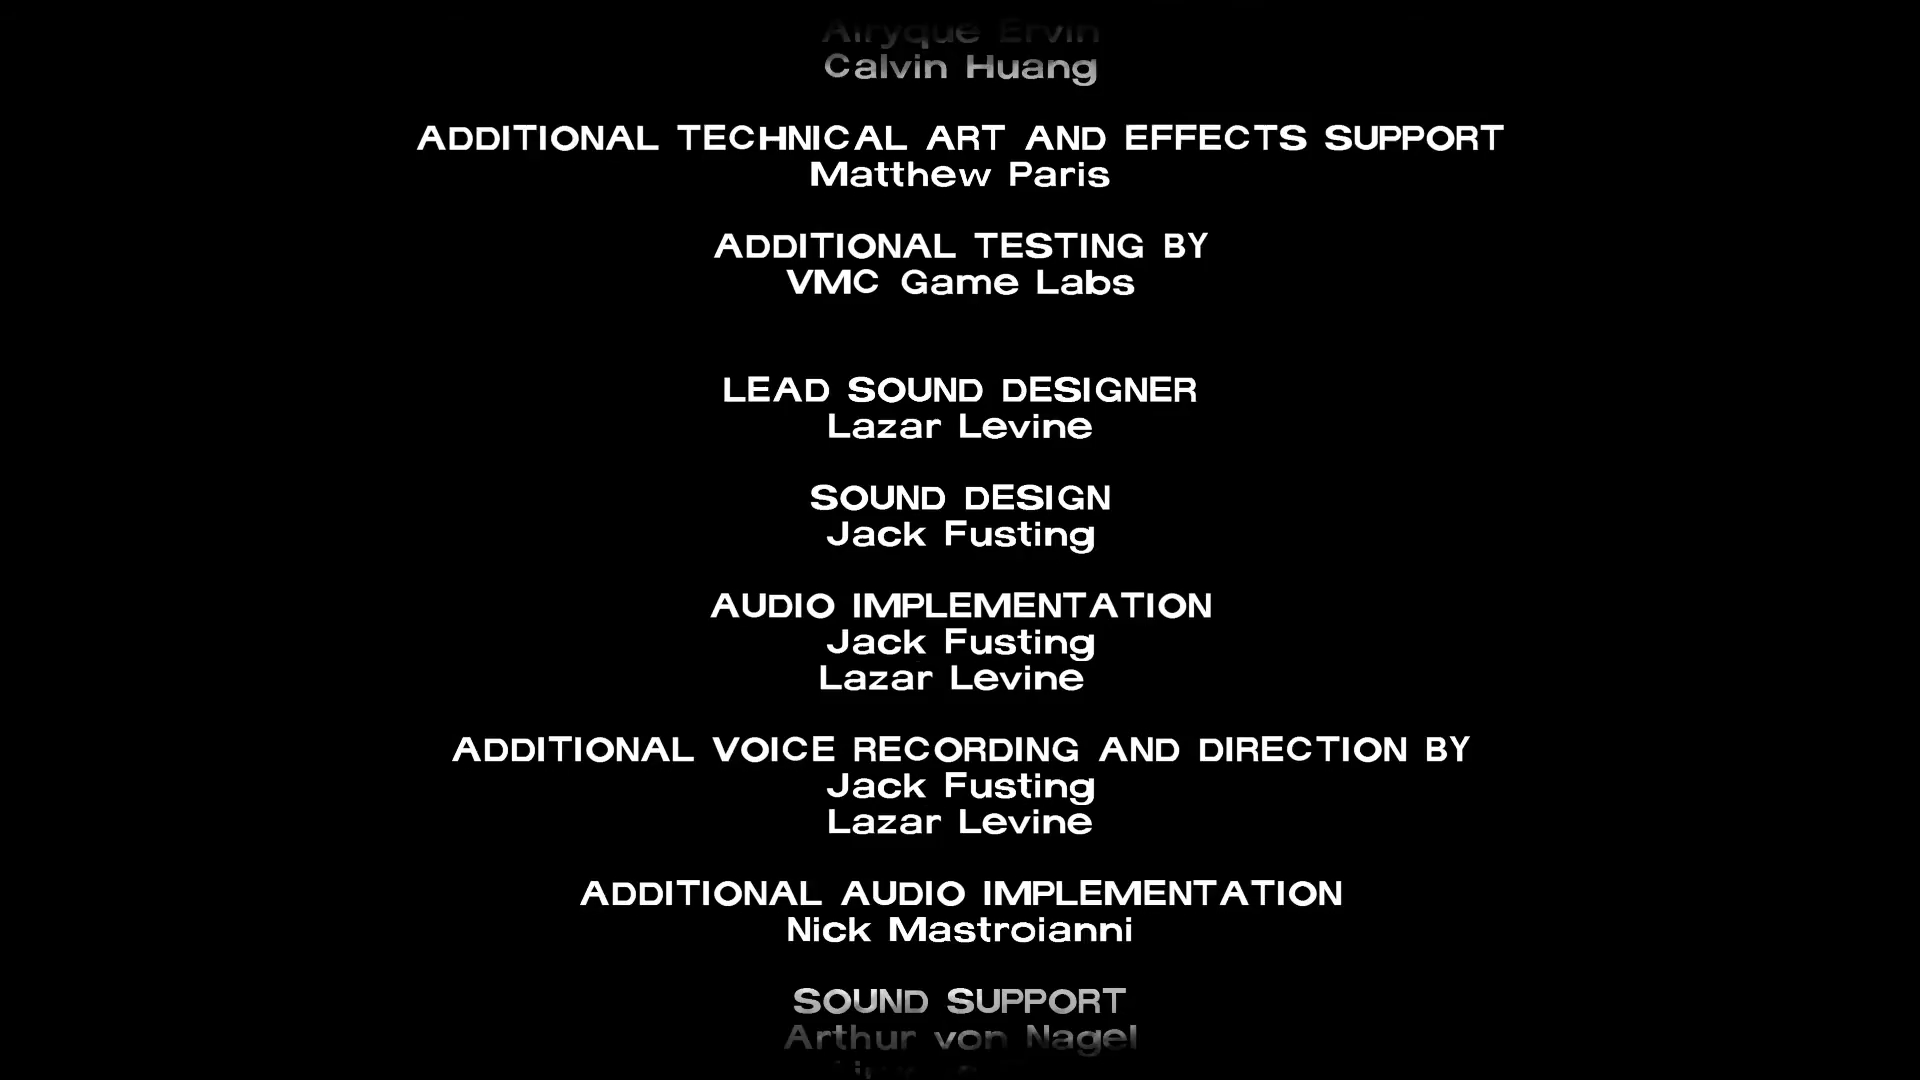 Airyque Ervin
Calvin Huang
ADDITIONAL TECHNICAL ART AND EFFECTS SUPPORT
Matthew Paris
ADDITIONAL TESTING BY
VMC Game Labs
LEAD SOUND DESIGNER
Lazar Levine
SOUND DESIGN
Jack Fusting
AUDIO IMPLEMENTATION
Jack Fusting
Lazar Levine
ADDITIONAL VOICE RECORDING AND DIRECTION BY
Jack Fusting
Lazar Levine
ADDITIONAL AUDIO IMPLEMENTATION
Nick Mastroianni
SOUND SUPPORT
Arthur von Nagel